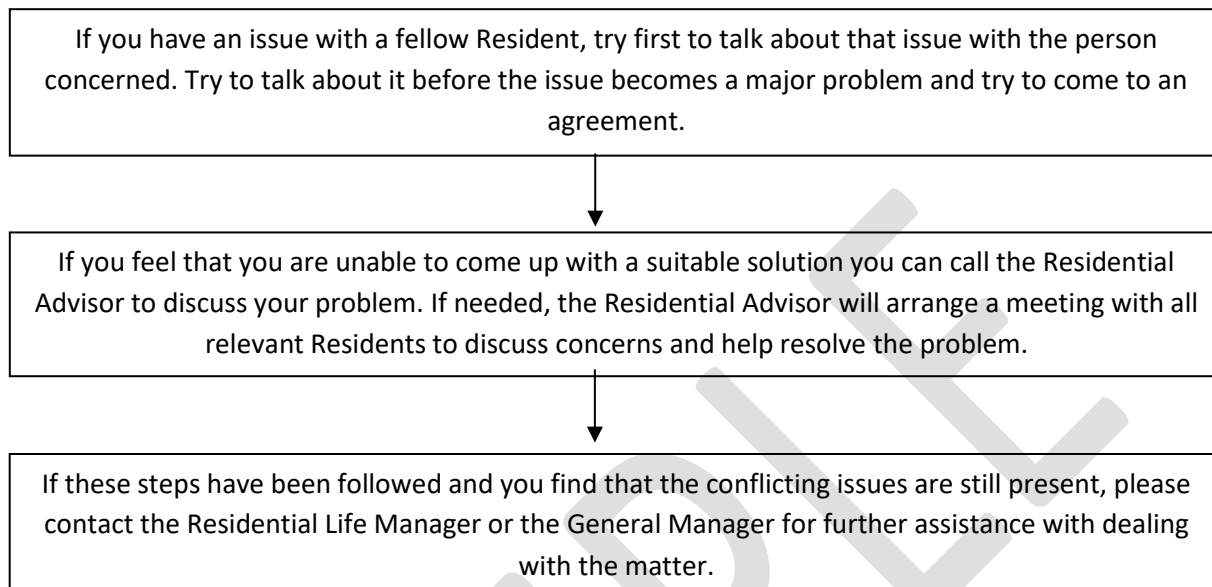 If you have an issue with a fellow Resident, try first to talk about that issue with the person
concerned. Try to talk about it before the issue becomes a major problem and try to come to an
agreement.
If you feel that you are unable to come up with a suitable solution you can call the Residential
Advisor to discuss your problem. If needed, the Residential Advisor will arrange a meeting with all
relevant Residents to discuss concerns and help resolve the problem.
If these steps have been followed and you find that the conflicting issues are still present, please
contact the Residential Life Manager or the General Manager for further assistance with dealing
with the matter.